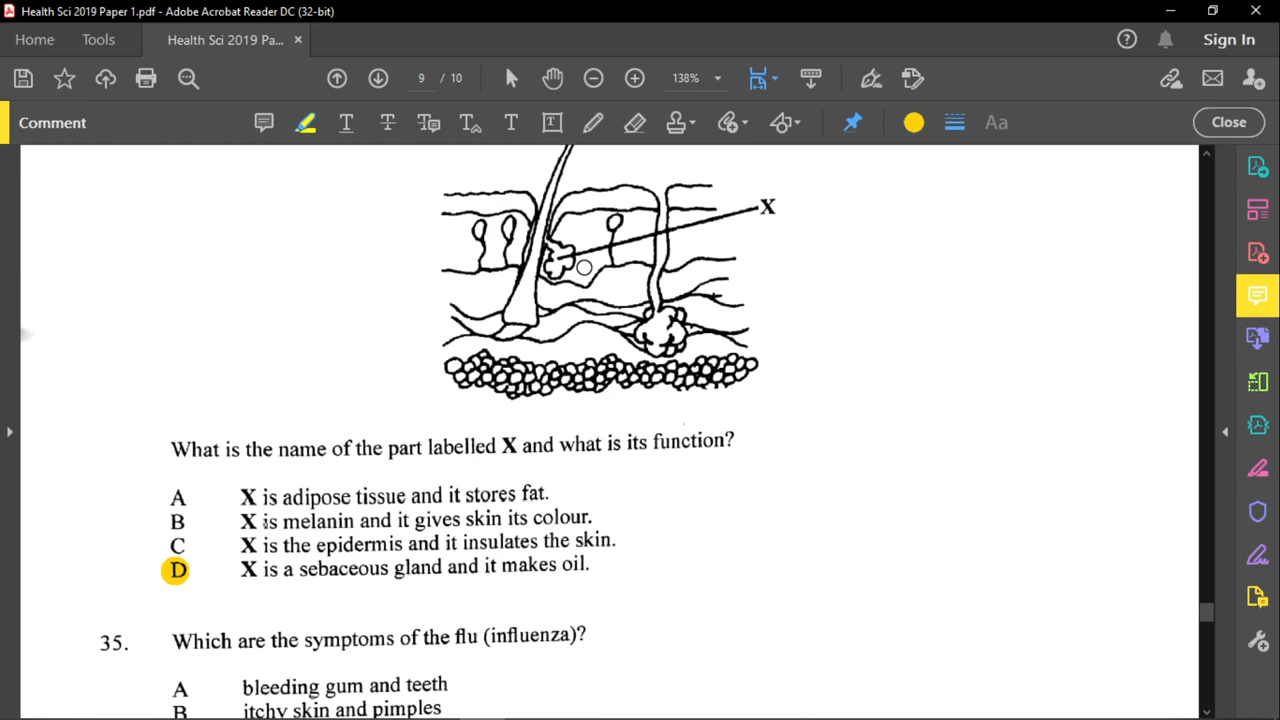 Health Sci 2019 Paper 1.pdf - Adobe Acrobat Reader DC (32-bit)
Home Tools Health Sci 2019 Pa... × Sign In
9 / 10 138%
Comment Aa Close
X
What is the name of the part labelled X and what is its function?
A X is adipose tissue and it stores fat.
B X is melanin and it gives skin its colour.
C X is the epidermis and it insulates the skin.
D X is a sebaceous gland and it makes oil.
35. Which are the symptoms of the flu (influenza)?
A bleeding gum and teeth
B itchy skin and pimples